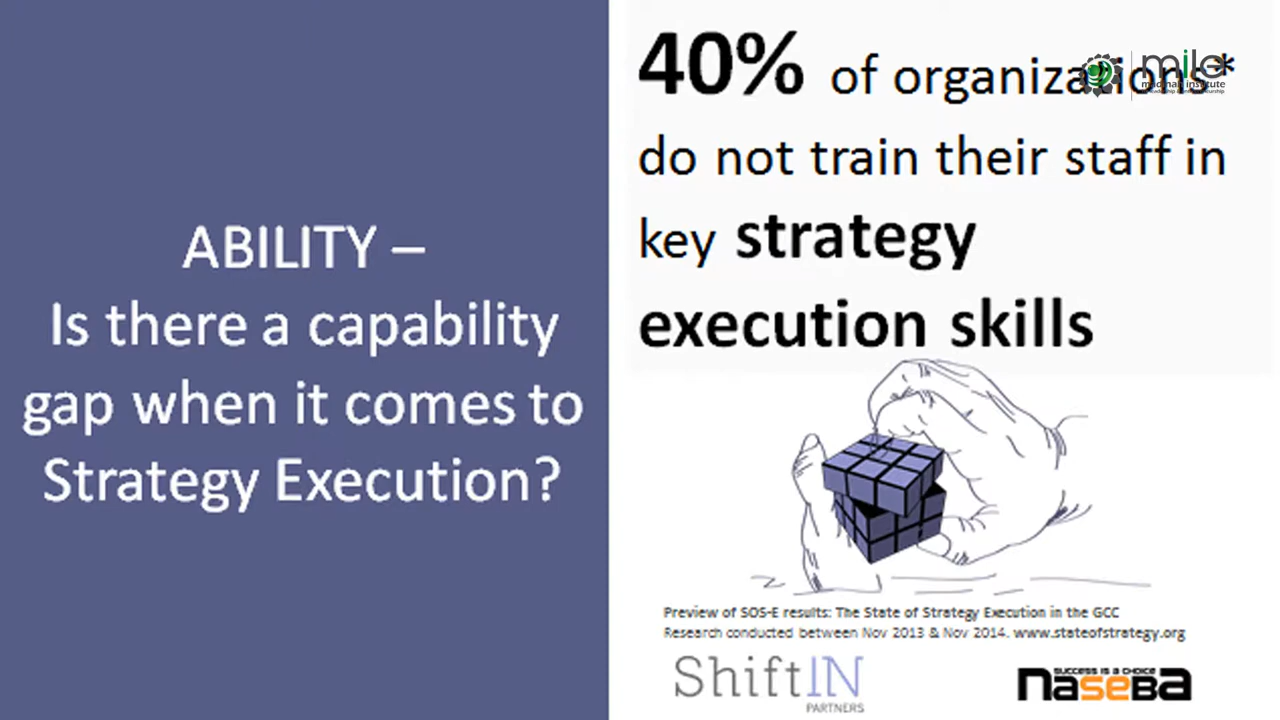 ABILITY –
Is there a capability
gap when it comes to
Strategy Execution?
40% of organizations*
do not train their staff in
key strategy
execution skills
mile
madinah institute
Preview of SOS-E results: The State of Strategy Execution in the GCC
Research conducted between Nov 2013 & Nov 2014. www.stateofstrategy.org
ShiftIN
PARTNERS
SUCCESS IS A CHOICE
naseba